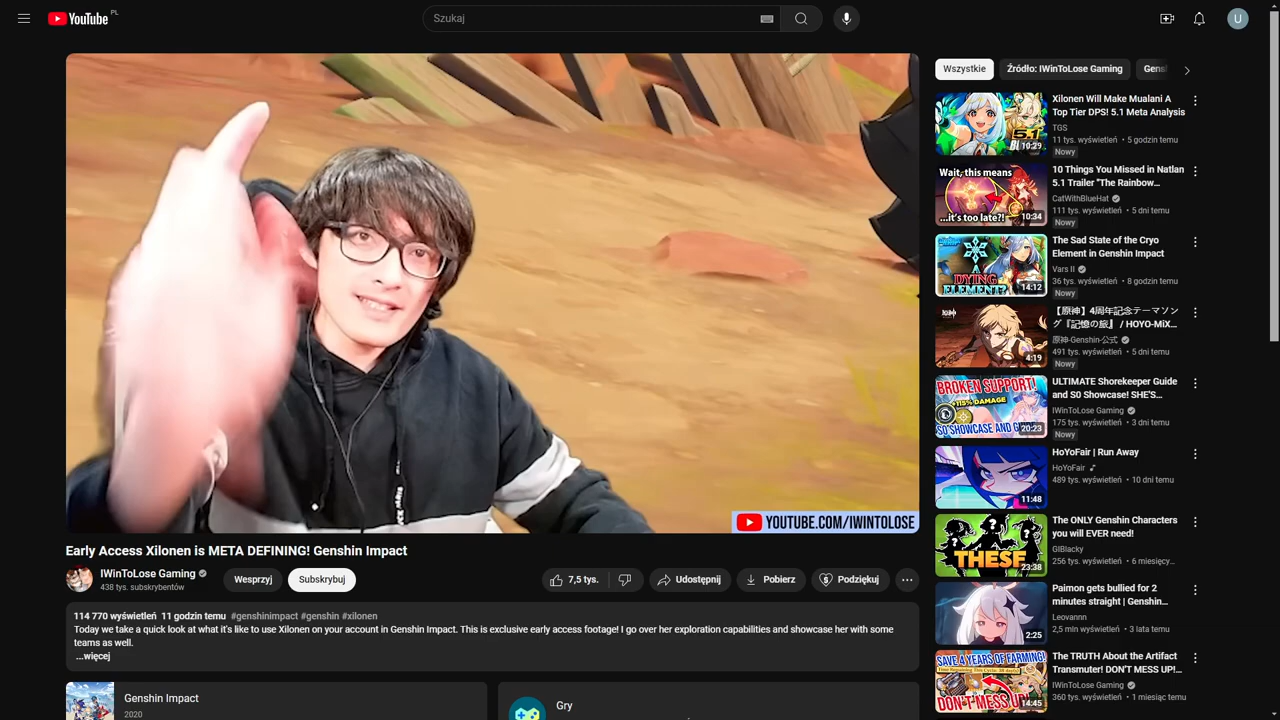 YouTube PL
Szukaj
U
YOUTUBE.COM/IWINTOLOSE
Early Access Xilonen is META DEFINING! Genshin Impact
IWinToLose Gaming
438 tys. subskrybentów
Wesprzyj
Subskrybuj
7,5 tys.
Udostępnij
Pobierz
Podziękuj
114 770 wyświetleń 11 godzin temu #genshinimpact #genshin #xilonen
Today we take a quick look at what it's like to use Xilonen on your account in Genshin Impact. This is exclusive early access footage! I go over her exploration capabilities and showcase her with some
teams as well.
...więcej
Genshin Impact
2020
Gry
Wszystkie
Źródło: IWinToLose Gaming
Gensh
5.1
10:29
Xilonen Will Make Mualani A
Top Tier DPS! 5.1 Meta Analysis
TGS
11 tys. wyświetleń • 5 godzin temu
Nowy
Wait, this means
...it's too late?!
10:34
10 Things You Missed in Natlan
5.1 Trailer "The Rainbow...
CatWithBlueHat
111 tys. wyświetleń • 5 dni temu
Nowy
A
DYING
ELEMENT?
14:12
The Sad State of the Cryo
Element in Genshin Impact
Vars II
36 tys. wyświetleń • 8 godzin temu
Nowy
4:19
【原神】4周年記念テーマソン
グ『記憶の旅』 / HOYO-MiX...
原神-Genshin-公式
491 tys. wyświetleń • 5 dni temu
Nowy
BROKEN SUPPORT!
+115% DAMAGE
S0 SHOWCASE AND G
20:23
ULTIMATE Shorekeeper Guide
and S0 Showcase! SHE'S...
IWinToLose Gaming
175 tys. wyświetleń • 3 dni temu
Nowy
11:48
HoYoFair | Run Away
HoYoFair
489 tys. wyświetleń • 10 dni temu
? ? ?
THESE
23:38
The ONLY Genshin Characters
you will EVER need!
GIBlacky
256 tys. wyświetleń • 6 miesięcy...
2:25
Paimon gets bullied for 2
minutes straight | Genshin...
Leovannn
2,5 mln wyświetleń • 3 lata temu
SAVE 4 YEARS OF FARMING!
DON'T MESS UP
14:45
The TRUTH About the Artifact
Transmuter! DON'T MESS UP!...
IWinToLose Gaming
360 tys. wyświetleń • 1 miesiąc temu